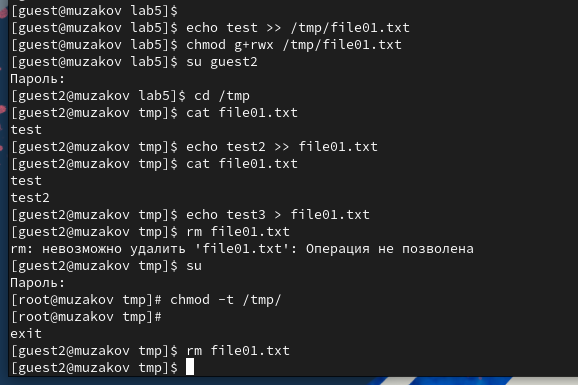 [guest@muzakov lab5]$
[guest@muzakov lab5]$ echo test >> /tmp/file01.txt
[guest@muzakov lab5]$ chmod g+rwx /tmp/file01.txt
[guest@muzakov lab5]$ su guest2
Пароль:
[guest2@muzakov lab5]$ cd /tmp
[guest2@muzakov tmp]$ cat file01.txt
test
[guest2@muzakov tmp]$ echo test2 >> file01.txt
[guest2@muzakov tmp]$ cat file01.txt
test
test2
[guest2@muzakov tmp]$ echo test3 > file01.txt
[guest2@muzakov tmp]$ rm file01.txt
rm: невозможно удалить 'file01.txt': Операция не позволена
[guest2@muzakov tmp]$ su
Пароль:
[root@muzakov tmp]# chmod -t /tmp/
[root@muzakov tmp]#
exit
[guest2@muzakov tmp]$ rm file01.txt
[guest2@muzakov tmp]$